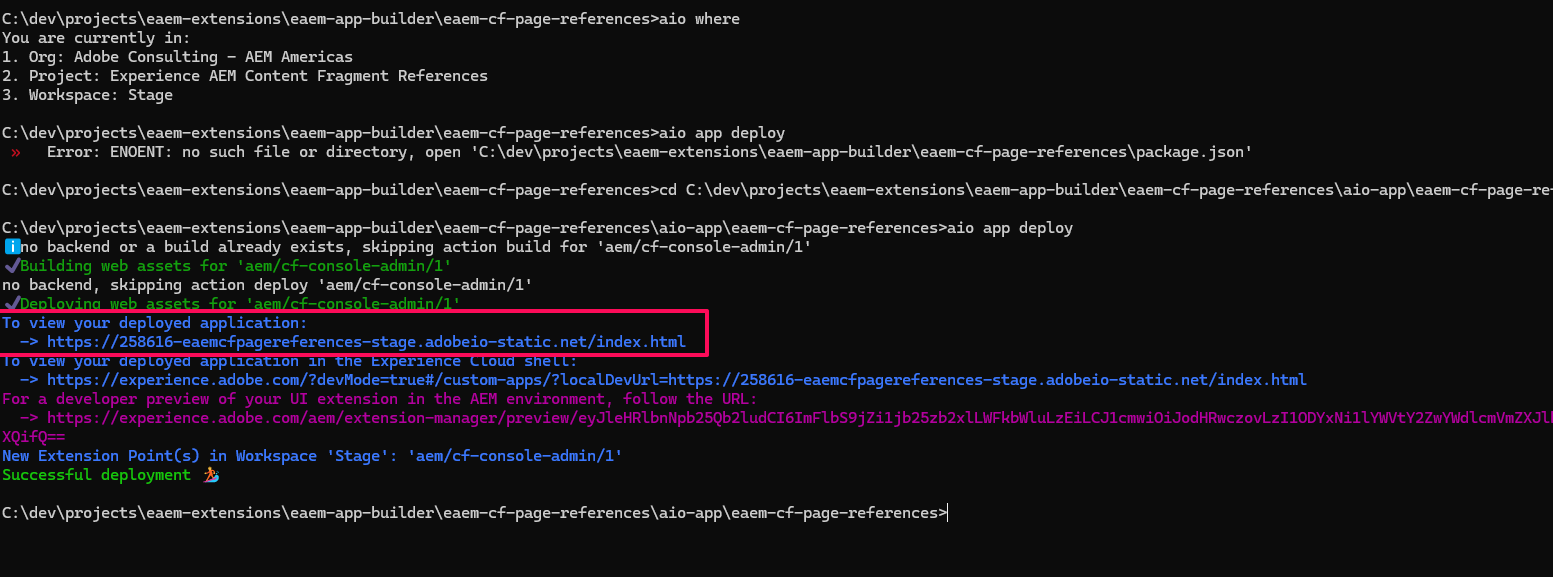 C:\dev\projects\eaem-extensions\eaem-app-builder\eaem-cf-page-references>aio where
You are currently in:
1. Org: Adobe Consulting - AEM Americas
2. Project: Experience AEM Content Fragment References
3. Workspace: Stage
C:\dev\projects\eaem-extensions\eaem-app-builder\eaem-cf-page-references>aio app deploy
»   Error: ENOENT: no such file or directory, open 'C:\dev\projects\eaem-extensions\eaem-app-builder\eaem-cf-page-references\package.json'
C:\dev\projects\eaem-extensions\eaem-app-builder\eaem-cf-page-references>cd C:\dev\projects\eaem-extensions\eaem-app-builder\eaem-cf-page-references\aio-app\eaem-cf-page-re
C:\dev\projects\eaem-extensions\eaem-app-builder\eaem-cf-page-references\aio-app\eaem-cf-page-references>aio app deploy
no backend or a build already exists, skipping action build for 'aem/cf-console-admin/1'
Building web assets for 'aem/cf-console-admin/1'
no backend, skipping action deploy 'aem/cf-console-admin/1'
Deploying web assets for 'aem/cf-console-admin/1'
To view your deployed application:
-> https://258616-eaemcfpagereferences-stage.adobeio-static.net/index.html
To view your deployed application in the Experience Cloud shell:
-> https://experience.adobe.com/?devMode=true#/custom-apps/?localDevUrl=https://258616-eaemcfpagereferences-stage.adobeio-static.net/index.html
For a developer preview of your UI extension in the AEM environment, follow the URL:
-> https://experience.adobe.com/aem/extension-manager/preview/eyJleHRlbnNpb25Qb2ludCI6ImFlbS9jZi1jb25zb2xlLWFkbWluLzEiLCJ1cmwiOiJodHRwczovLzI1ODYxNi1lYWVtY2ZwYWdlcmVmZXJl
XQifQ==
New Extension Point(s) in Workspace 'Stage': 'aem/cf-console-admin/1'
Successful deployment 🏄
C:\dev\projects\eaem-extensions\eaem-app-builder\eaem-cf-page-references\aio-app\eaem-cf-page-references>